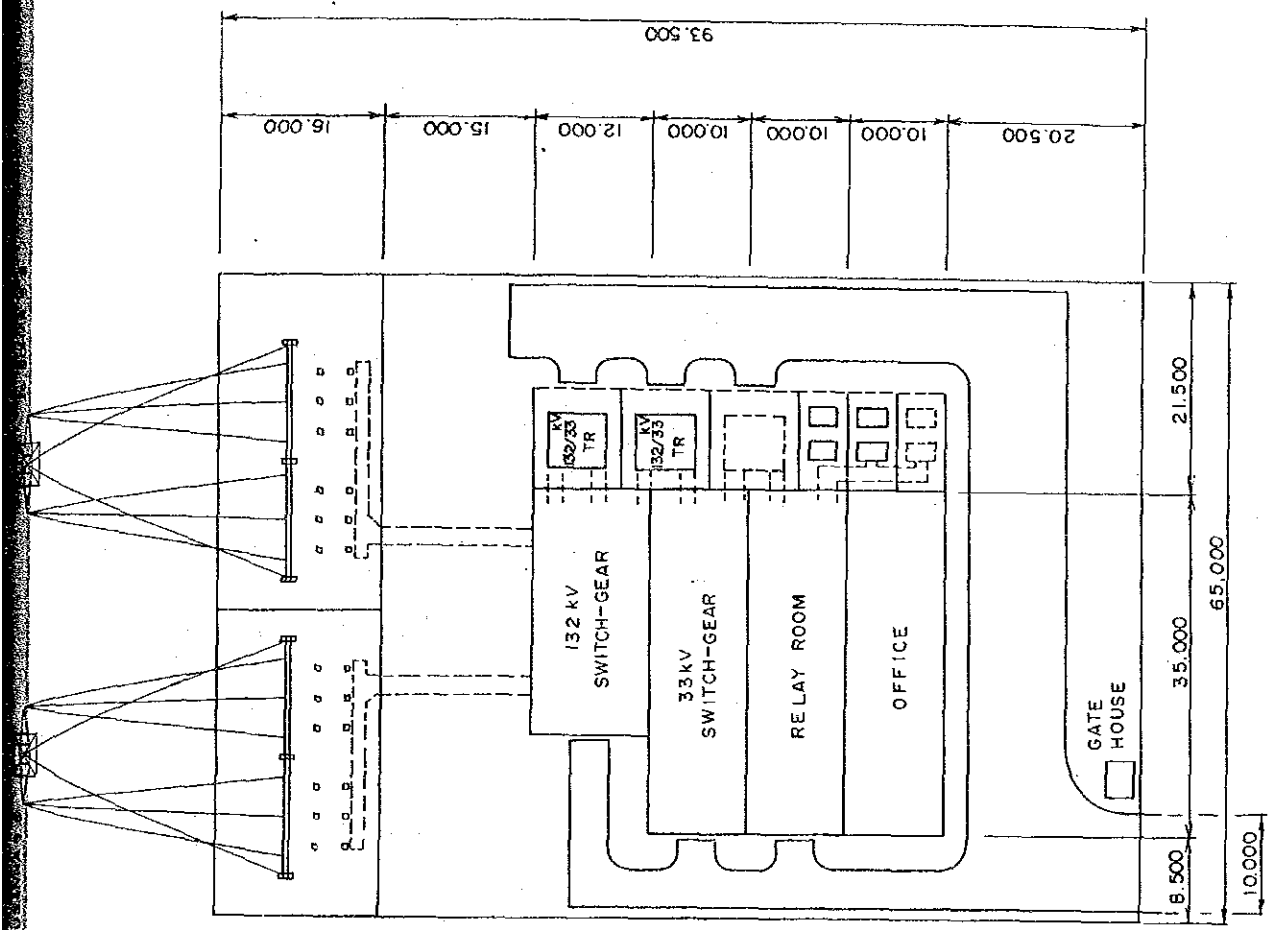 93.500
16.000
15.000
12.000
10.000
10.000
10.000
20.500
kV
132/33
TR
kV
132/33
TR
132 kV
SWITCH-GEAR
33kV
SWITCH-GEAR
RELAY ROOM
OFFICE
GATE
HOUSE
21.500
35.000
8.500
65.000
10.000